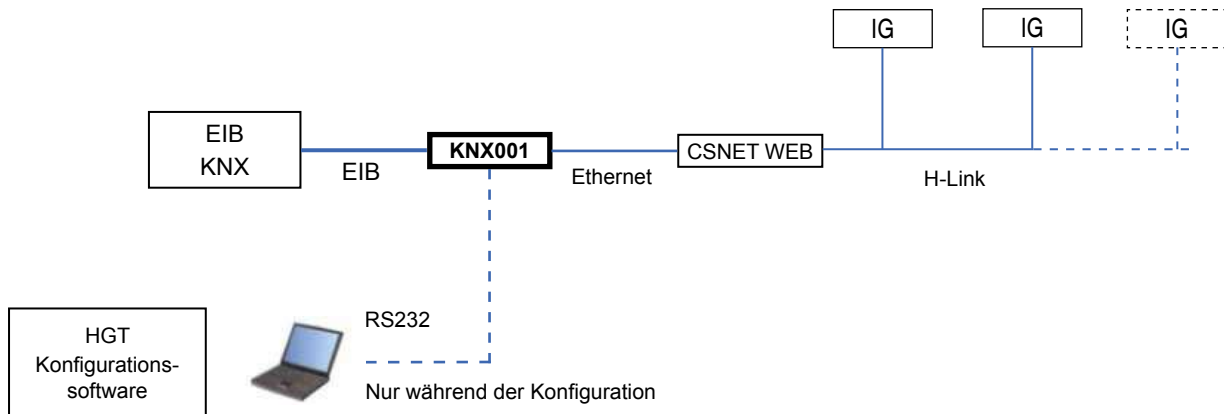 IG
IG
IG
EIB
KNX
EIB
KNX001
Ethernet
CSNET WEB
H-Link
RS232
Nur während der Konfiguration
HGT
Konfigurations-
software